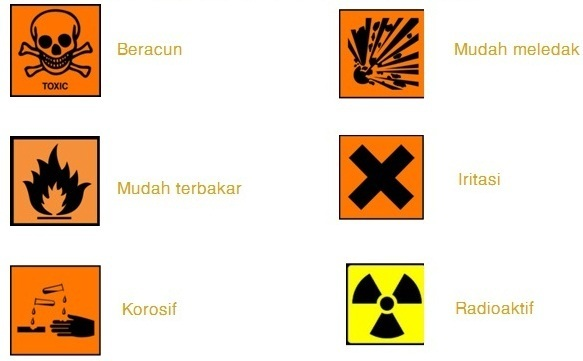 TOXIC
Beracun
Mudah meledak
Mudah terbakar
Iritasi
Korosif
Radioaktif